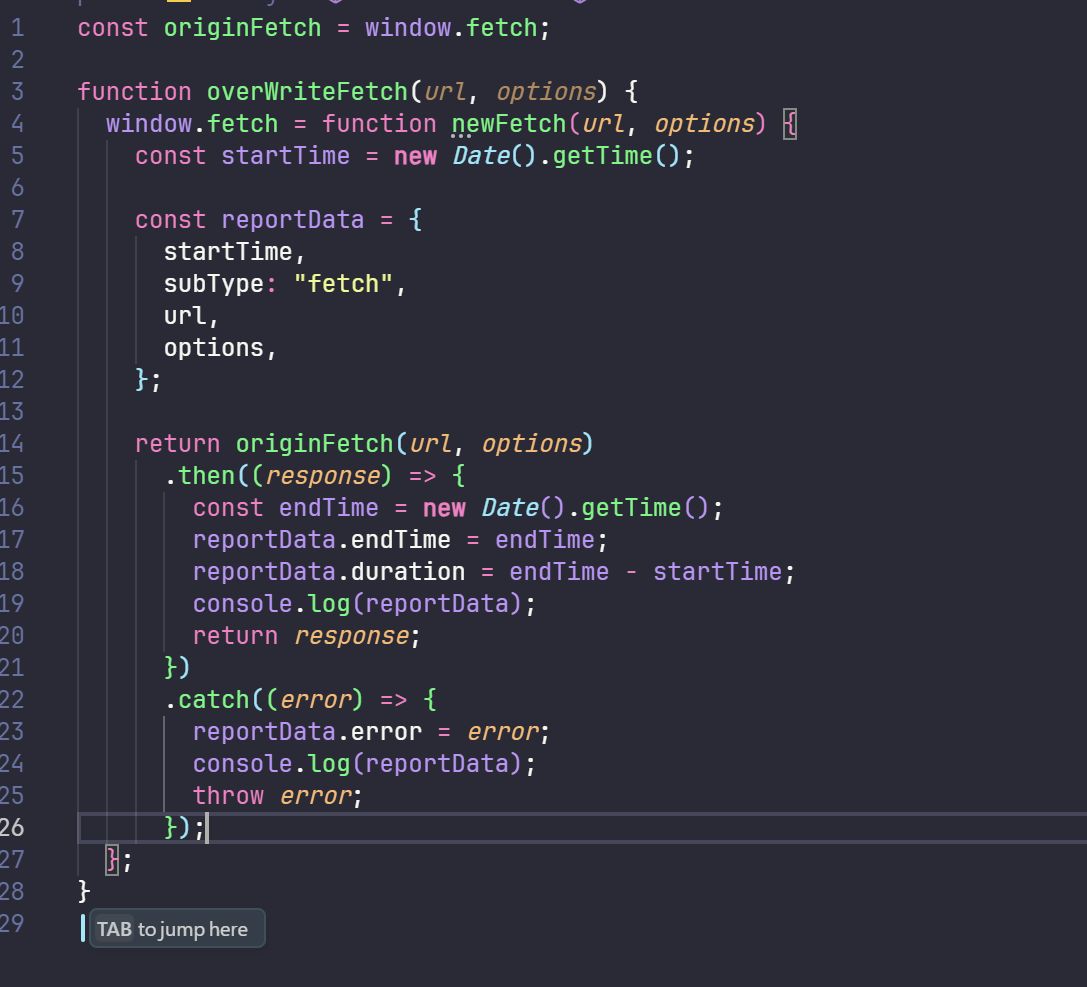 1 const originFetch = window.fetch;
2
3 function overWriteFetch(url, options) {
4   window.fetch = function newFetch(url, options) {
5     const startTime = new Date().getTime();
6
7     const reportData = {
8       startTime,
9       subType: "fetch",
10       url,
11       options,
12     };
13
14     return originFetch(url, options)
15       .then((response) => {
16         const endTime = new Date().getTime();
17         reportData.endTime = endTime;
18         reportData.duration = endTime - startTime;
19         console.log(reportData);
20         return response;
21       })
22       .catch((error) => {
23         reportData.error = error;
24         console.log(reportData);
25         throw error;
26       });
27   };
28 }
29 TAB to jump here